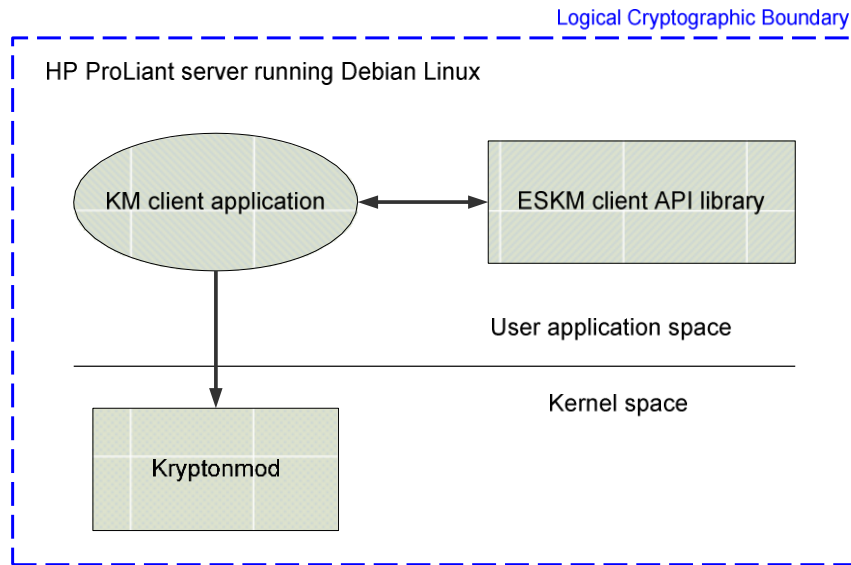 Logical Cryptographic Boundary
HP ProLiant server running Debian Linux
KM client application
ESKM client API library
User application space
Kernel space
Kryptonmod